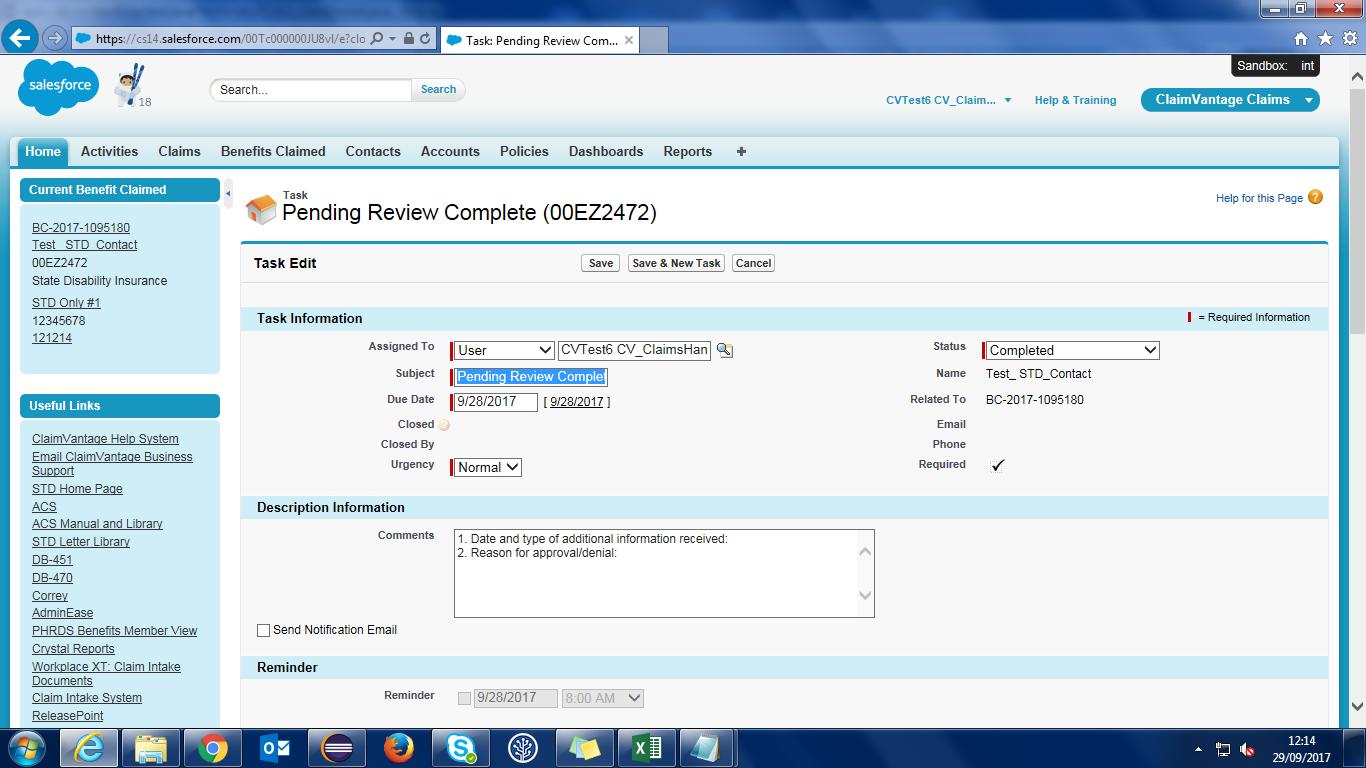 https://cs14.salesforce.com/00Tc000000JU8vI/e?clo
Task: Pending Review Com...
Sandbox: int
salesforce
18
Search...
Search
CVTest6 CV_Claim...
Help & Training
ClaimVantage Claims
Home
Activities
Claims
Benefits Claimed
Contacts
Accounts
Policies
Dashboards
Reports
Current Benefit Claimed
BC-2017-1095180
Test_ STD_Contact
00EZ2472
State Disability Insurance
STD Only #1
12345678
121214
Useful Links
ClaimVantage Help System
Email ClaimVantage Business
Support
STD Home Page
ACS
ACS Manual and Library
STD Letter Library
DB-451
DB-470
Correy
AdminEase
PHRDS Benefits Member View
Crystal Reports
Workplace XT: Claim Intake
Documents
Claim Intake System
ReleasePoint
Task
Pending Review Complete (00EZ2472)
Help for this Page
Task Edit
Save
Save & New Task
Cancel
Task Information
= Required Information
Assigned To
User
CVTest6 CV_ClaimsHan
Status
Completed
Subject
Pending Review Complet
Name
Test_ STD_Contact
Due Date
9/28/2017
[ 9/28/2017 ]
Related To
BC-2017-1095180
Closed
Email
Closed By
Phone
Urgency
Normal
Required
Description Information
Comments
1. Date and type of additional information received:
2. Reason for approval/denial:
Send Notification Email
Reminder
Reminder
9/28/2017
8:00 AM
12:14
29/09/2017